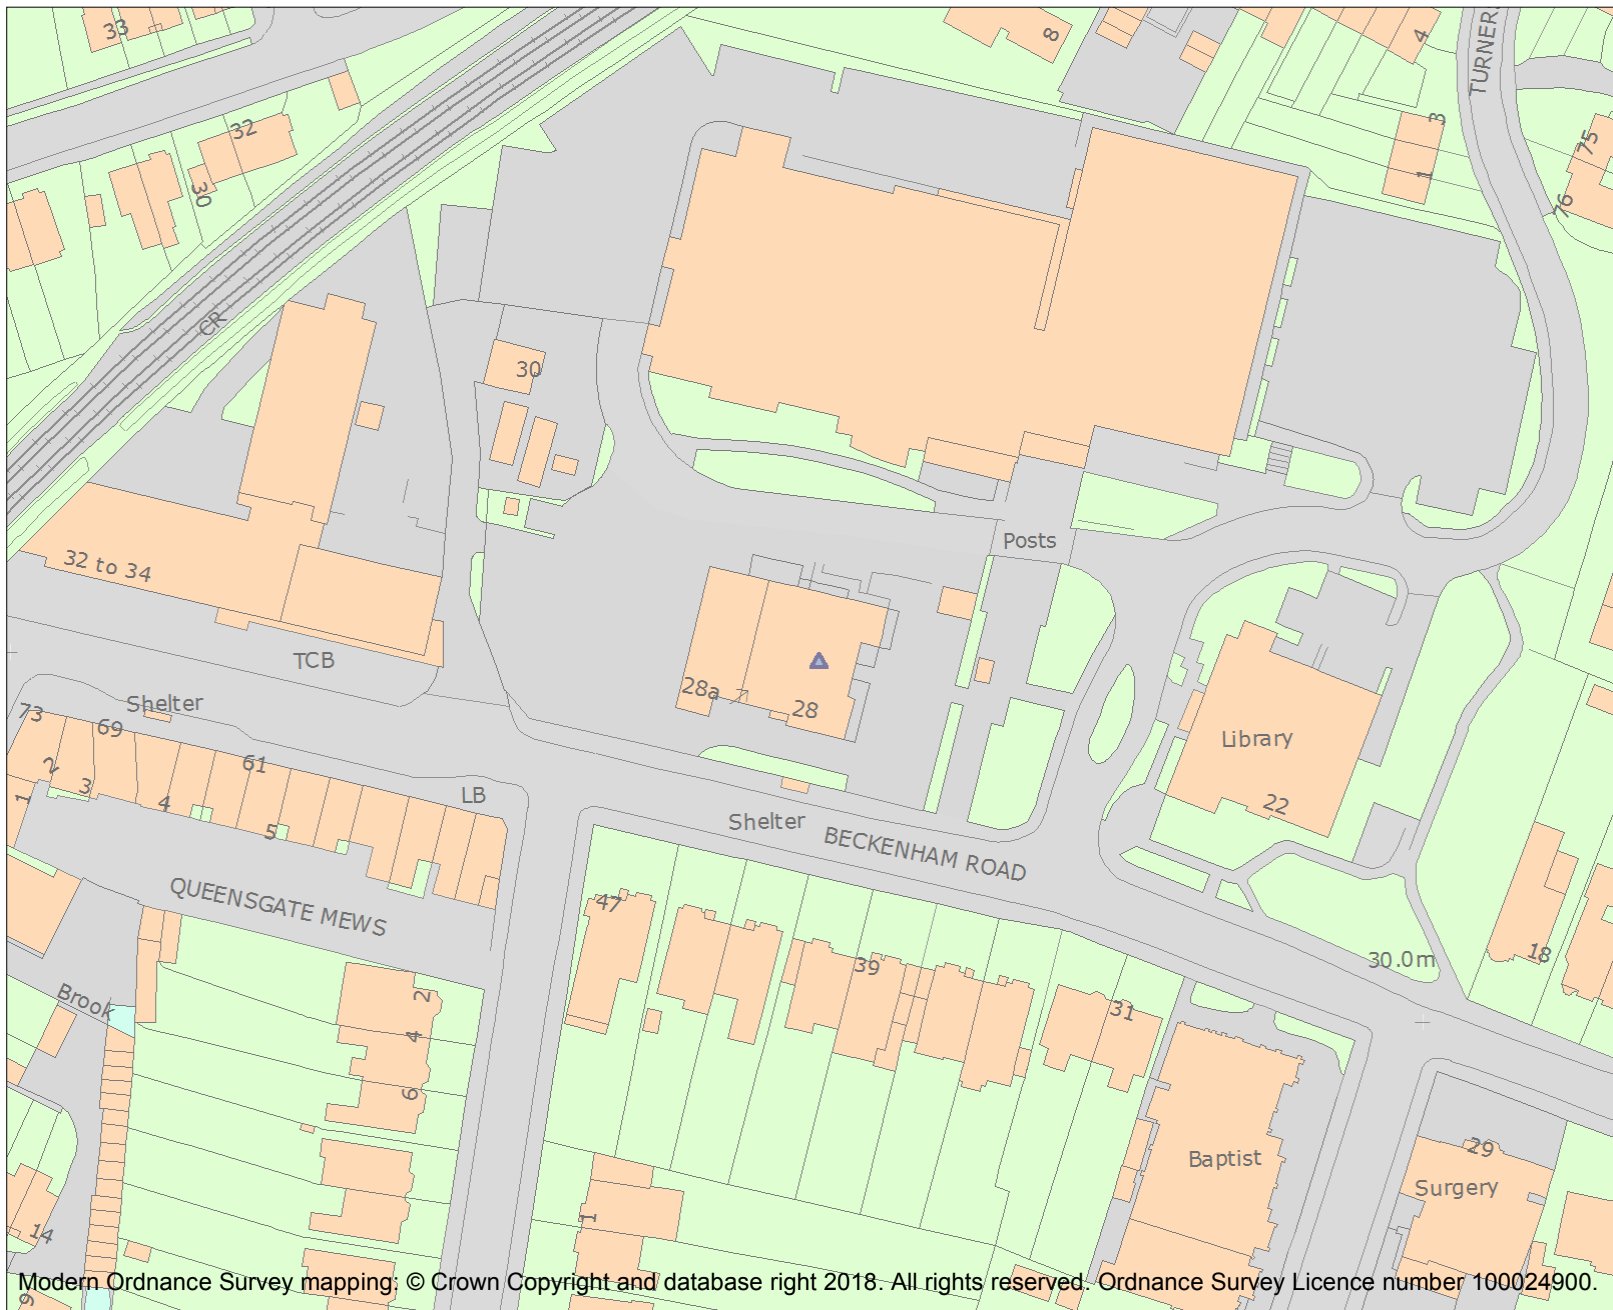 33
8
4
TURNER
32
3
75
30
1
76
CR
30
Posts
32 to 34
TCB
28a
7
28
Shelter
73
69
Library
61
2
3
LB
1
4
22
5
Shelter
BECKENHAM ROAD
QUEENSGATE MEWS
47
39
18
30.0m
2
Brook
31
4
6
29
Baptist
Surgery
1
14
9
Modern Ordnance Survey mapping: © Crown Copyright and database right 2018. All rights reserved. Ordnance Survey Licence number 100024900.